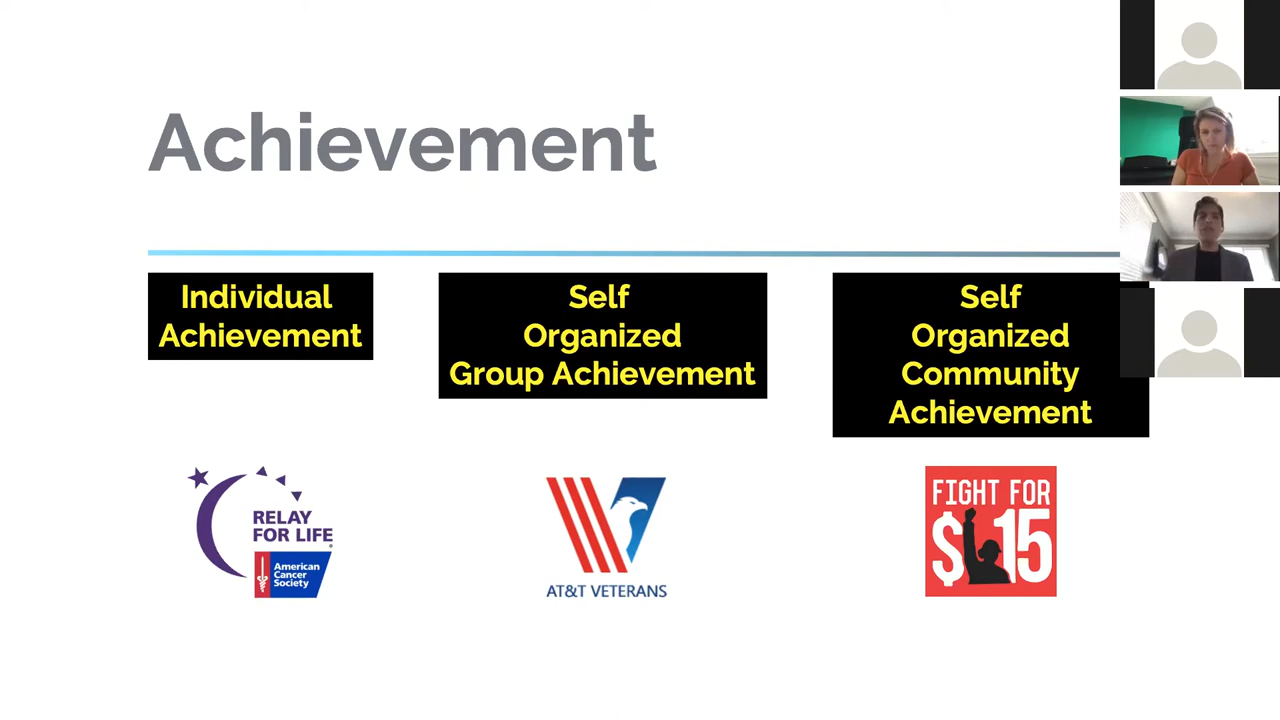 Achievement
Individual
Achievement
Self
Organized
Group Achievement
Self
Organized
Community
Achievement
RELAY
FOR LIFE
American
Cancer
Society
AT&T VETERANS
FIGHT FOR
$15